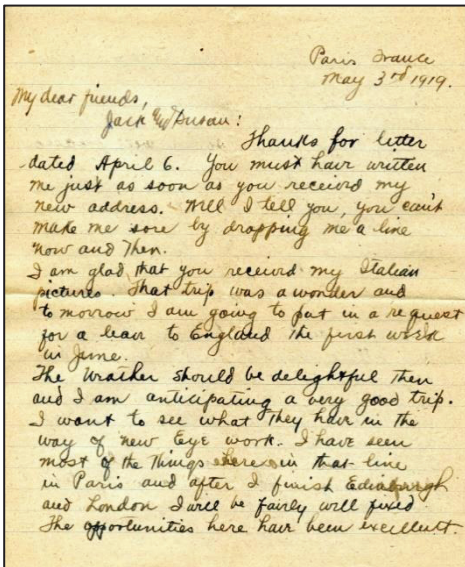 Paris France
May 3rd 1919.
My dear friends,
Jack and Susan:
Thanks for letter
dated April 6. You must have written
me just as soon as you received my
new address. Well I tell you, you can't
make me sore by dropping me a line
now and then.
I am glad that you received my Italian
pictures. That trip was a wonder and
to morrow I am going to put in a request
for a leave to England the first week
in June.
The weather should be delightful then
and I am anticipating a very good trip.
I want to see what they have in the
way of new Eye work. I have seen
most of the things here in that line
in Paris and after I finish Edinburgh
and London I will be fairly well fixed
The opportunities here have been excellent.